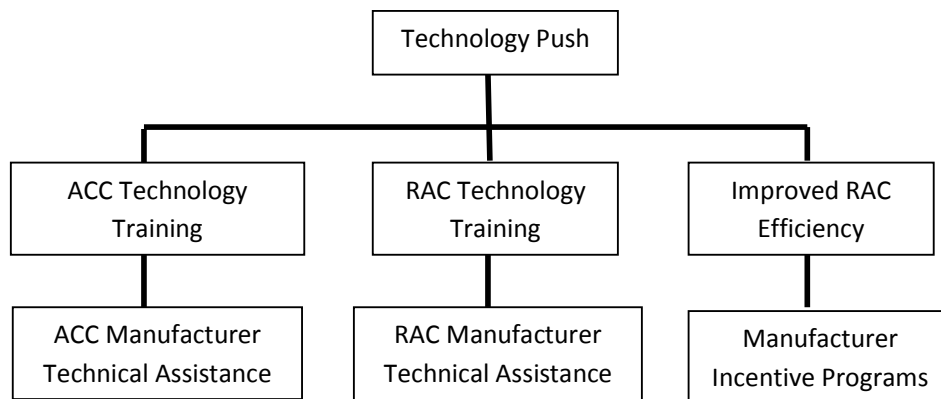 Technology Push
ACC Technology
Training
RAC Technology
Training
Improved RAC
Efficiency
ACC Manufacturer
Technical Assistance
RAC Manufacturer
Technical Assistance
Manufacturer
Incentive Programs